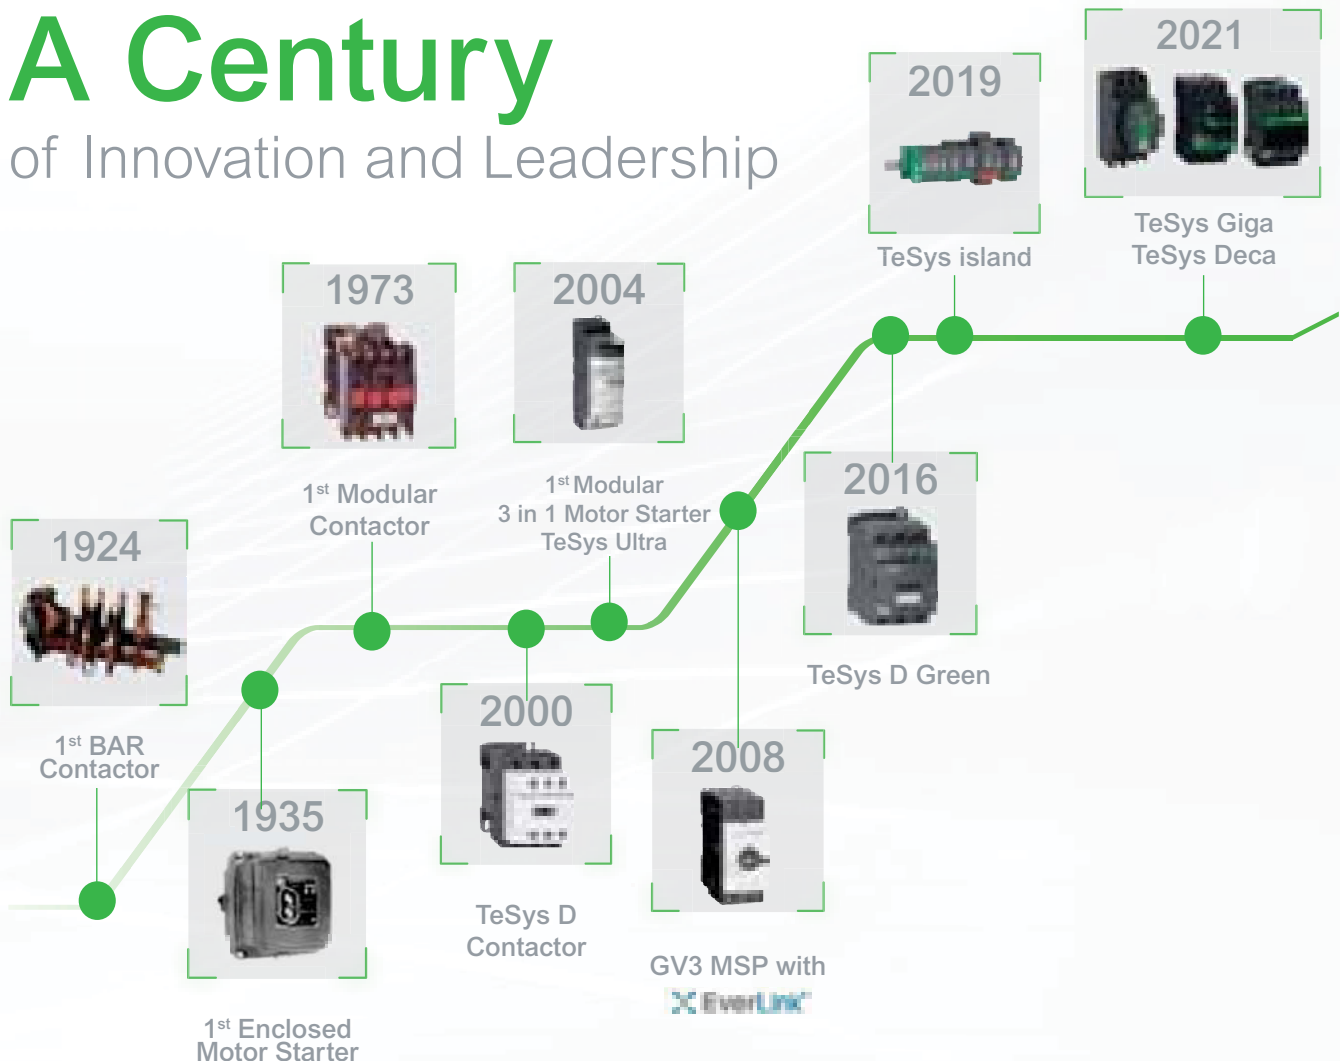 A Century
of Innovation and Leadership
1924
1st BAR
Contactor
1935
1st Enclosed
Motor Starter
1973
1st Modular
Contactor
2000
TeSys D
Contactor
2004
1st Modular
3 in 1 Motor Starter
TeSys Ultra
2008
GV3 MSP with
EverLink
2016
TeSys D Green
2019
TeSys island
2021
TeSys Giga
TeSys Deca